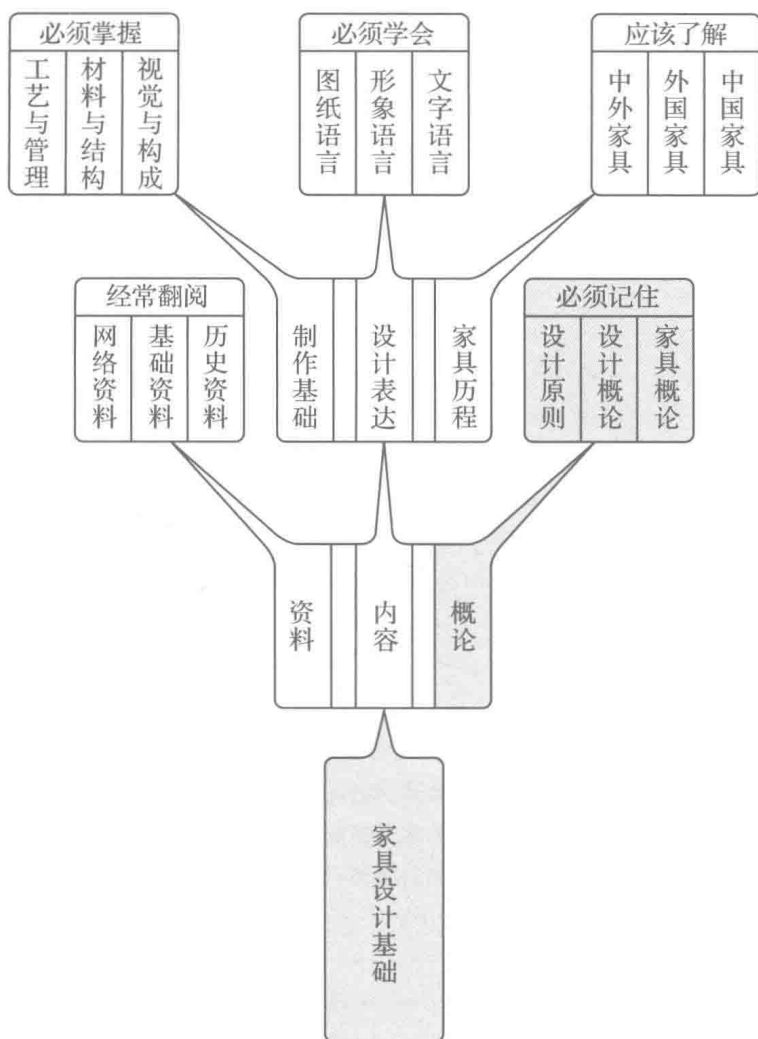 必须掌握
工艺与管理
材料与结构
视觉与构成
必须学会
图纸语言
形象语言
文字语言
应该了解
中外家具
外国家具
中国家具
经常翻阅
网络资料
基础资料
历史资料
制作基础
设计表达
家具历程
必须记住
设计原则
设计概论
家具概论
资料
内容
概论
家具设计基础